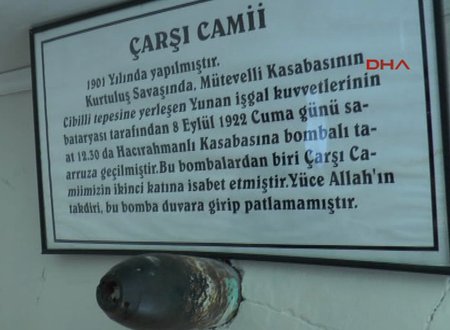 ÇARŞI CAMİİ
1901 Yılında yapılmıştır.
Kurtuluş Savaşında, Mütevelli Kasabasının
Cibilli tepesine yerleşen Yunan işgal kuvvetlerinin
bataryası tarafından 8 Eylül 1922 Cuma günü sa-
at 12.30 da Hacırahmanlı Kasabasına bombalı ta-
arruza geçilmiştir.Bu bombalardan biri Çarşı Ca-
miimizin ikinci katına isabet etmiştir.Yüce Allah'ın
takdiri, bu bomba duvara girip patlamamıştır.
DHA